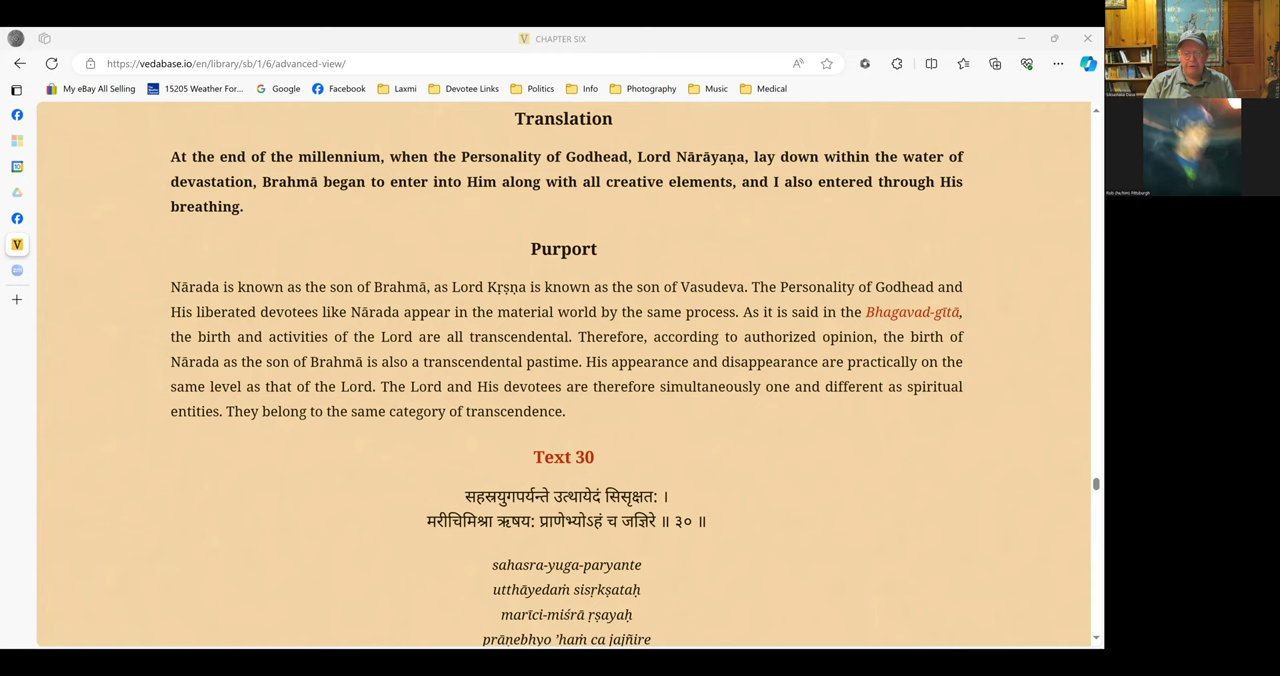 CHAPTER SIX
https://vedabase.io/en/library/sb/1/6/advanced-view/
My eBay All Selling
15205 Weather For...
Google
Facebook
Laxmi
Devotee Links
Politics
Info
Photography
Music
Medical
Translation
At the end of the millennium, when the Personality of Godhead, Lord Nārāyaṇa, lay down within the water of
devastation, Brahmā began to enter into Him along with all creative elements, and I also entered through His
breathing.
Purport
Nārada is known as the son of Brahmā, as Lord Kṛṣṇa is known as the son of Vasudeva. The Personality of Godhead and
His liberated devotees like Nārada appear in the material world by the same process. As it is said in the Bhagavad-gītā,
the birth and activities of the Lord are all transcendental. Therefore, according to authorized opinion, the birth of
Nārada as the son of Brahmā is also a transcendental pastime. His appearance and disappearance are practically on the
same level as that of the Lord. The Lord and His devotees are therefore simultaneously one and different as spiritual
entities. They belong to the same category of transcendence.
Text 30
सहस्रयुगपर्यन्ते उत्थायेदं सिसृक्षत: ।
मरीचिमिश्रा ऋषय: प्राणेभ्योऽहं च जज्ञिरे ॥ ३० ॥
sahasra-yuga-paryante
utthāyedaṁ sisṛkṣataḥ
marīci-miśrā ṛṣayaḥ
prāṇebhyo ’haṁ ca jajñire